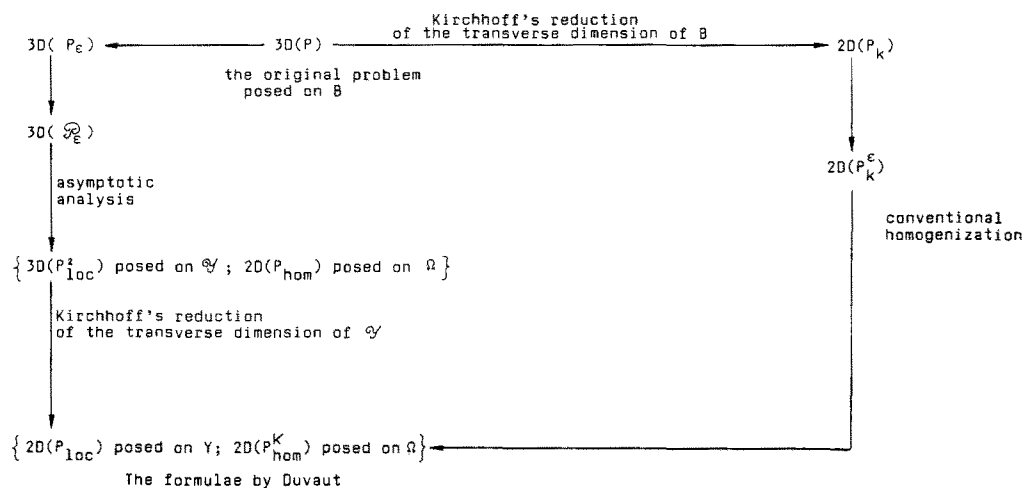 Kirchhoff's reduction
of the transverse dimension of B
3D( Pε) 3D(P) 2D(Pk)
the original problem
posed on B
3D( 𝒫ε)
2D(Pkε)
asymptotic
analysis
conventional
homogenization
{3D(P2loc) posed on 𝒴; 2D(Phom) posed on Ω}
Kirchhoff's reduction
of the transverse dimension of 𝒴
{2D(Ploc) posed on Y; 2D(PKhom) posed on Ω}
The formulae by Duvaut